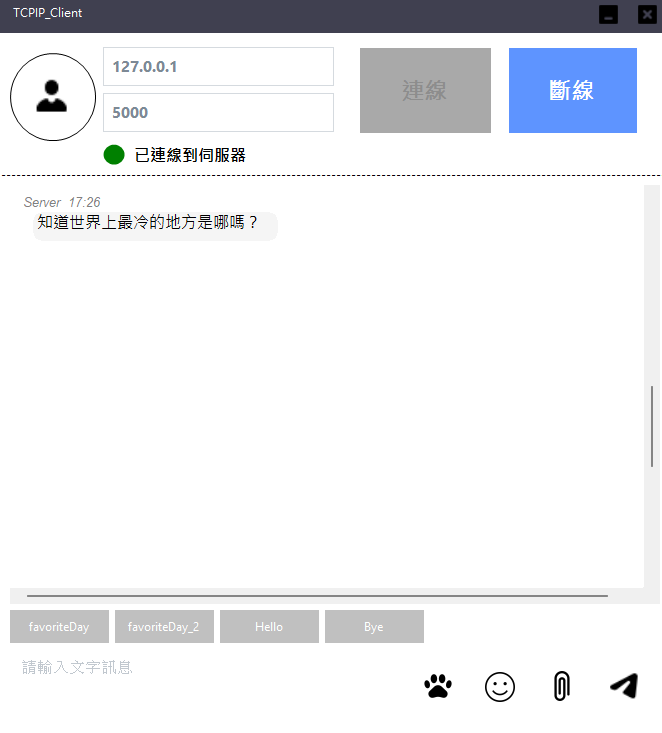 TCPIP_Client
127.0.0.1
5000
連線
斷線
已連線到伺服器
Server 17:26
知道世界上最冷的地方是哪嗎？
favoriteDay
favoriteDay_2
Hello
Bye
請輸入文字訊息